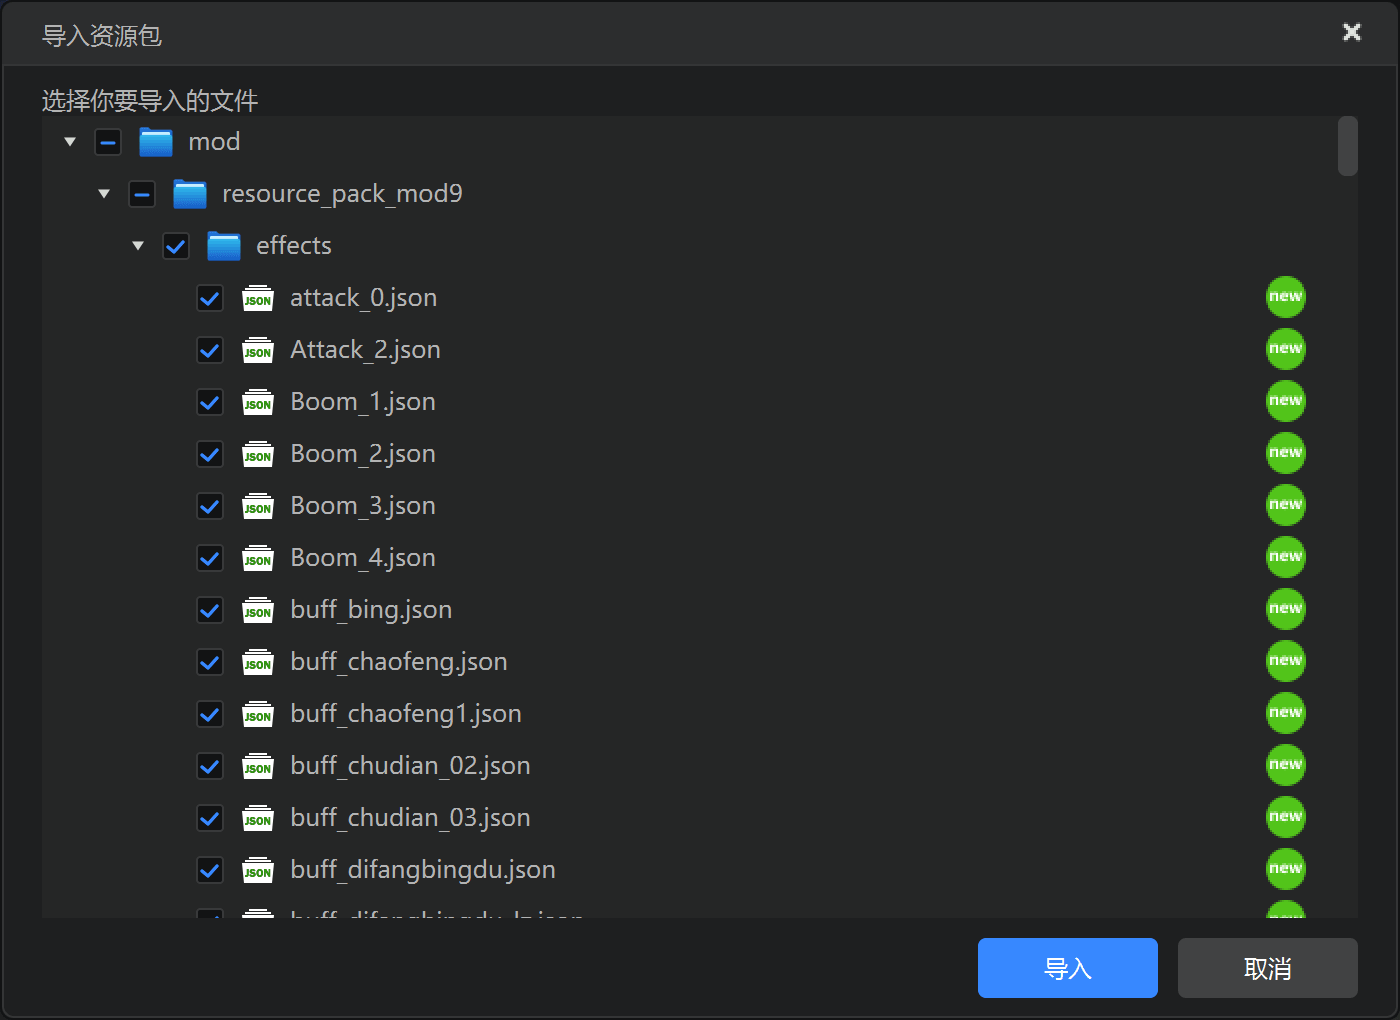 导入资源包
选择你要导入的文件
mod
resource_pack_mod9
effects
JSON attack_0.json new
JSON Attack_2.json new
JSON Boom_1.json new
JSON Boom_2.json new
JSON Boom_3.json new
JSON Boom_4.json new
JSON buff_bing.json new
JSON buff_chaofeng.json new
JSON buff_chaofeng1.json new
JSON buff_chudian_02.json new
JSON buff_chudian_03.json new
JSON buff_difangbingdu.json new
导入 取消